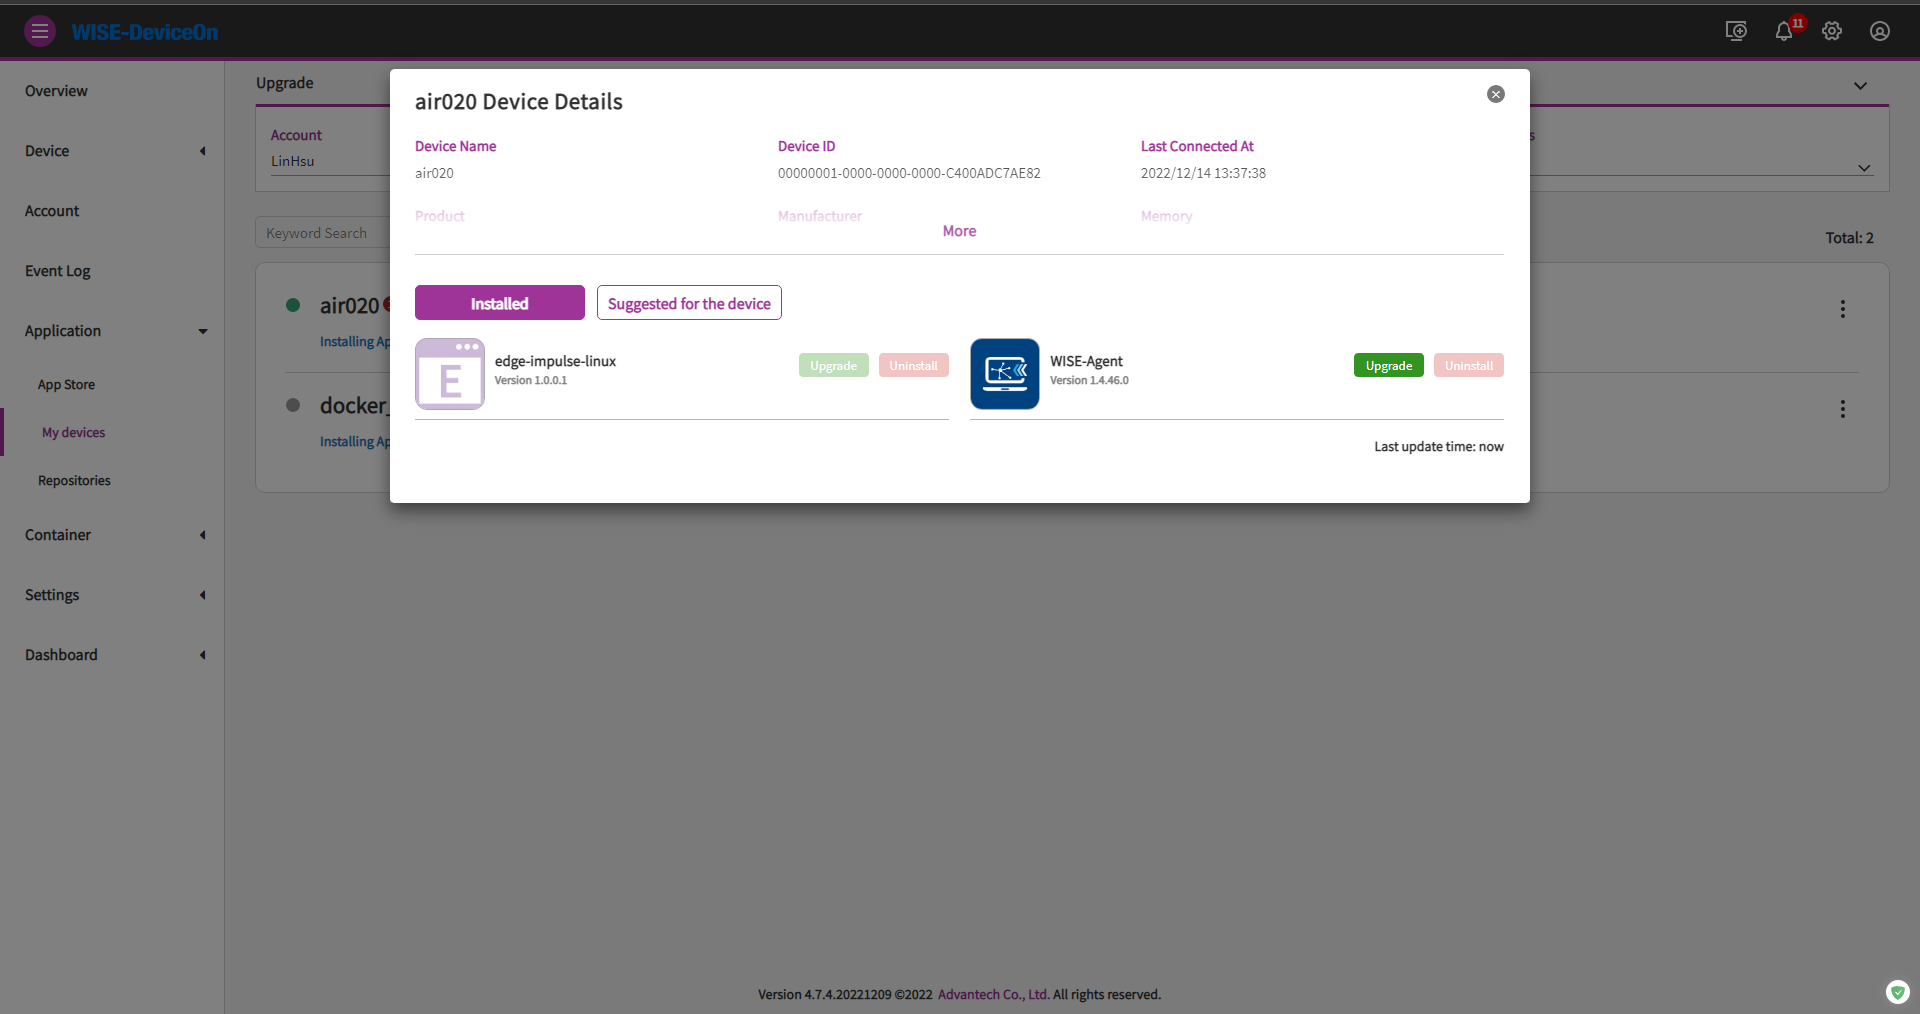 WISE-DeviceOn
11
Overview
Device
Account
Event Log
Application
App Store
My devices
Repositories
Container
Settings
Dashboard
Upgrade
Account
LinHsu
Keyword Search
Total: 2
air020
Installing Ap
docker_
Installing Ap
s
air020 Device Details
Device Name
Device ID
Last Connected At
air020
00000001-0000-0000-0000-C400ADC7AE82
2022/12/14 13:37:38
Product
Manufacturer
Memory
More
Installed
Suggested for the device
E
edge-impulse-linux
Version 1.0.0.1
Upgrade
Uninstall
WISE-Agent
Version 1.4.46.0
Upgrade
Uninstall
Last update time: now
Version 4.7.4.20221209 ©2022 Advantech Co., Ltd. All rights reserved.